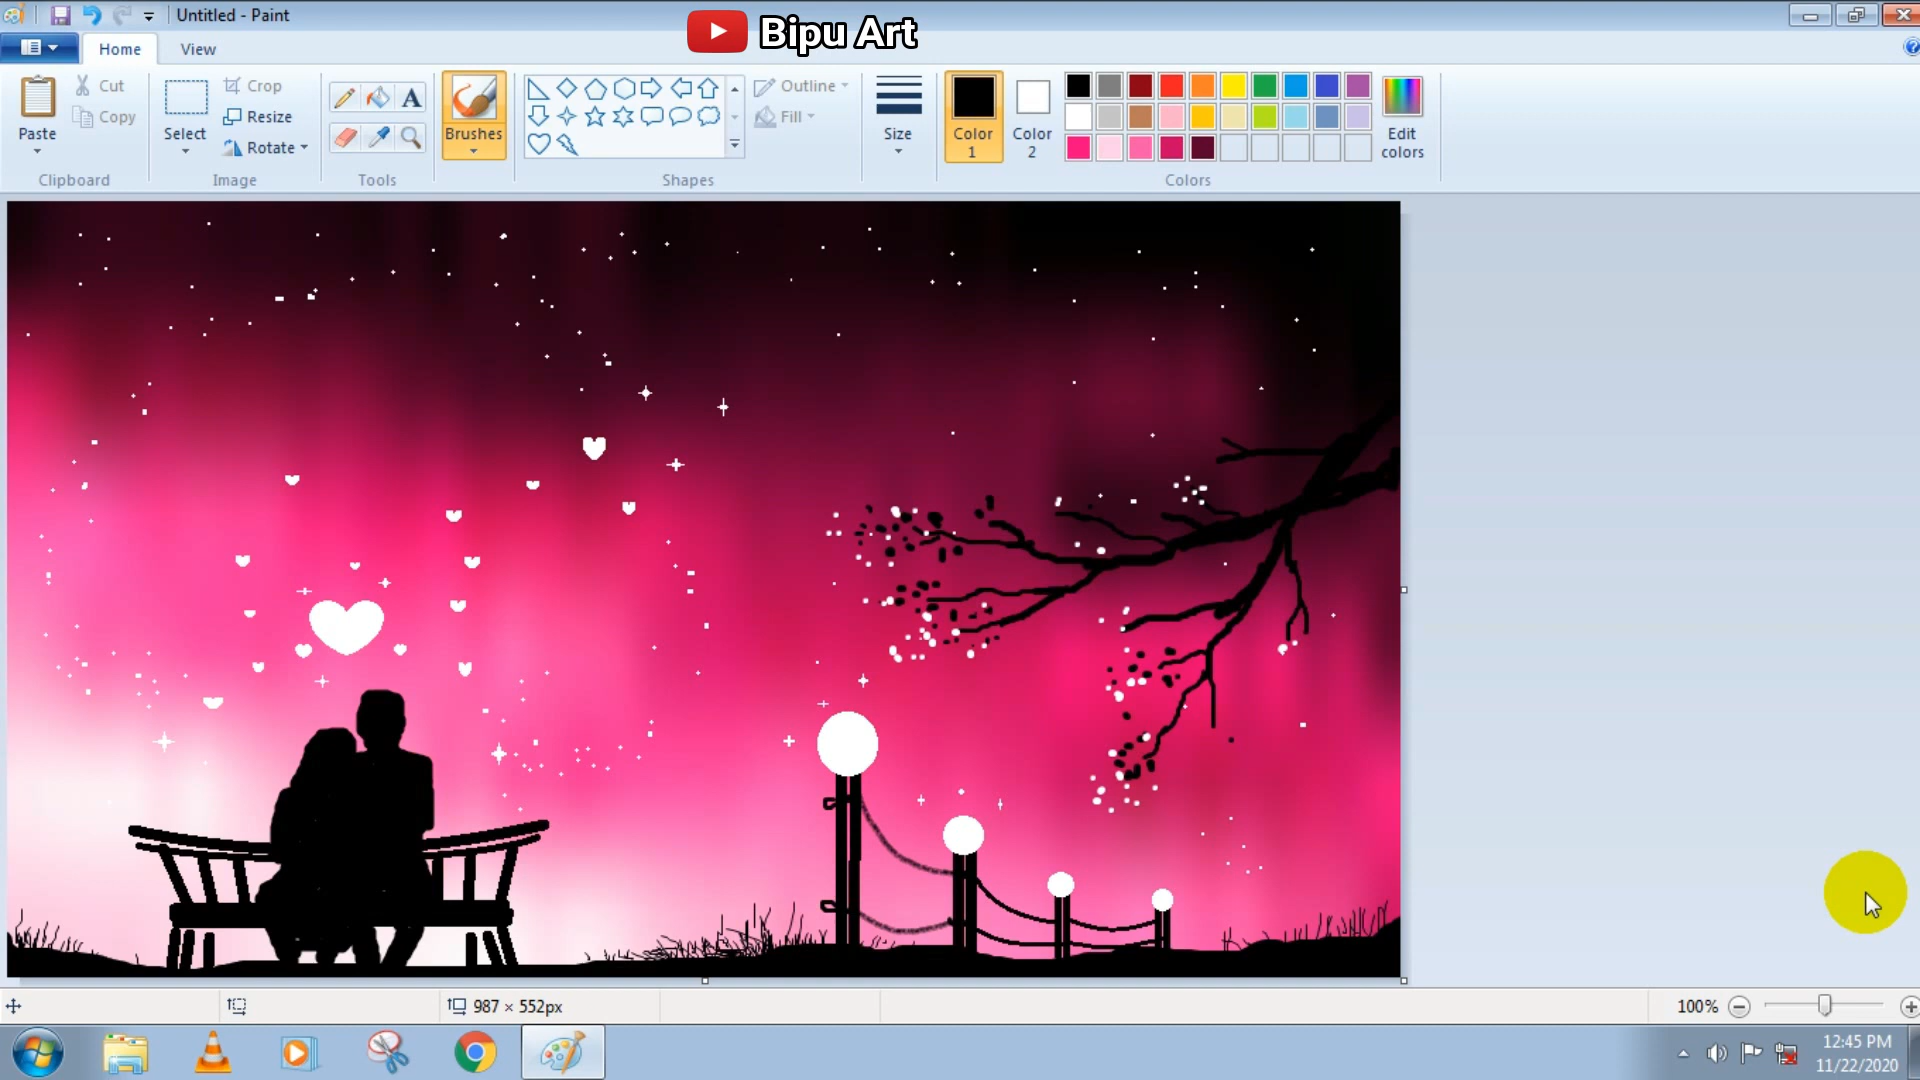 Untitled - Paint
Bipu Art
Home
View
Paste
Cut
Copy
Clipboard
Select
Crop
Resize
Rotate
Image
A
Tools
Brushes
Shapes
Outline
Fill
Size
Color 1
Color 2
Edit colors
Colors
987 × 552px
100%
12:45 PM
11/22/2020